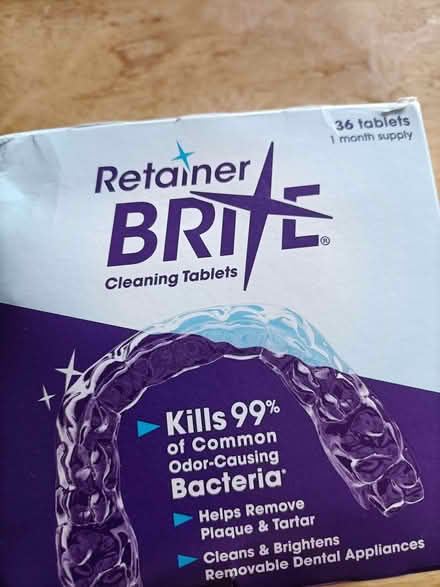 36 tablets
1 month supply
Retainer
BRITE®
Cleaning Tablets
Kills 99%
of Common
Odor-Causing
Bacteria*
Helps Remove
Plaque & Tartar
Cleans & Brightens
Removable Dental Appliances